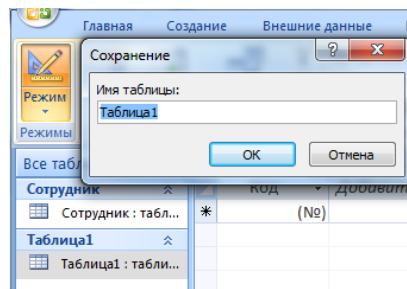 Главная Создание Внешние данные
Сохранение
Режим
Режимы
Имя таблицы:
Таблица1
ОК Отмена
Все табл
Сотрудник
Сотрудник : табл...
Таблица1
Таблица1 : табли...
Код Добавит
(№)